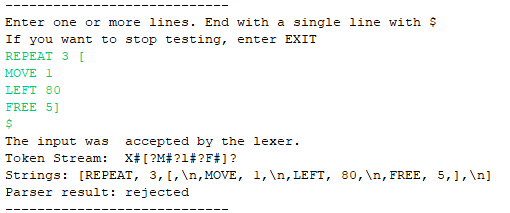 ----------------------------
Enter one or more lines. End with a single line with $
If you want to stop testing, enter EXIT
REPEAT 3 [
MOVE 1
LEFT 80
FREE 5]
$
The input was  accepted by the lexer.
Token Stream:  X#[?M#?l#?F#]?
Strings: [REPEAT, 3,[,\n,MOVE, 1,\n,LEFT, 80,\n,FREE, 5,],\n]
Parser result: rejected
----------------------------